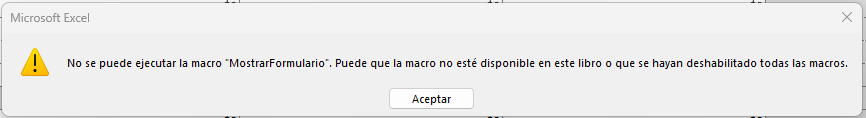 Microsoft Excel
No se puede ejecutar la macro "MostrarFormulario". Puede que la macro no esté disponible en este libro o que se hayan deshabilitado todas las macros.
Aceptar